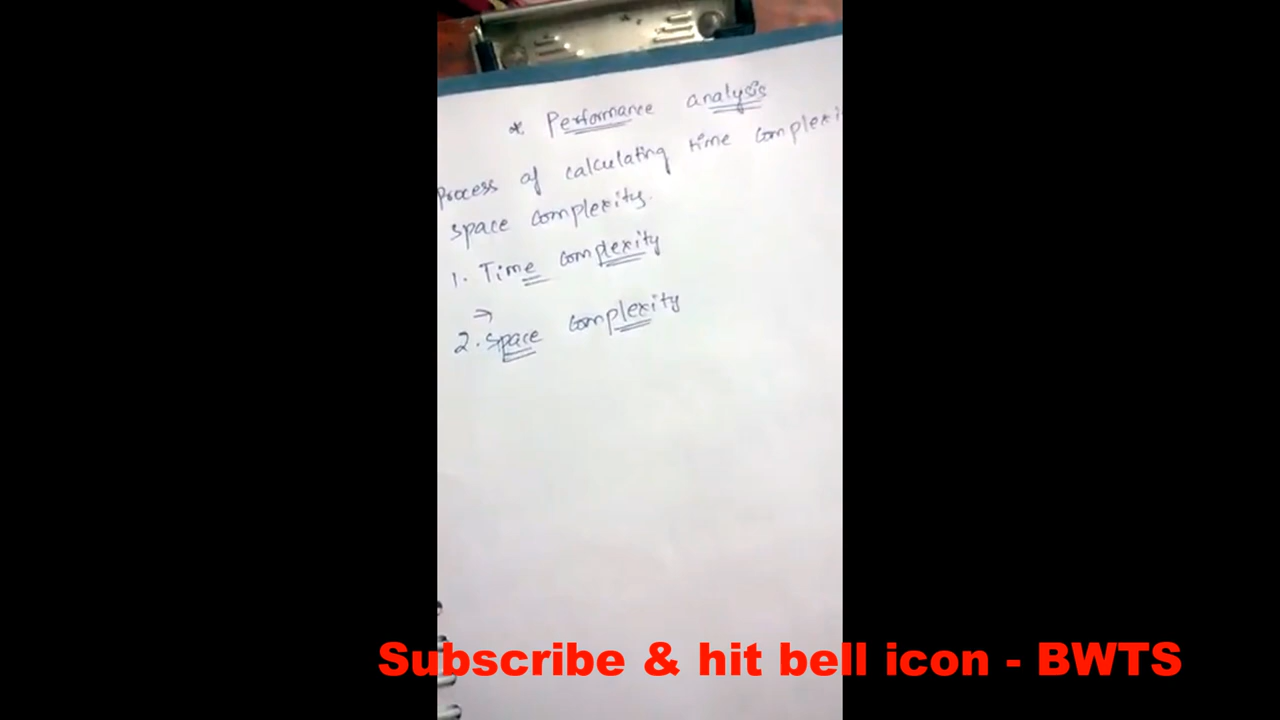 * Performance analysis
Process of calculating time complexi
space complexity.
1. Time complexity
→
2. Space complexity
Subscribe & hit bell icon - BWTS